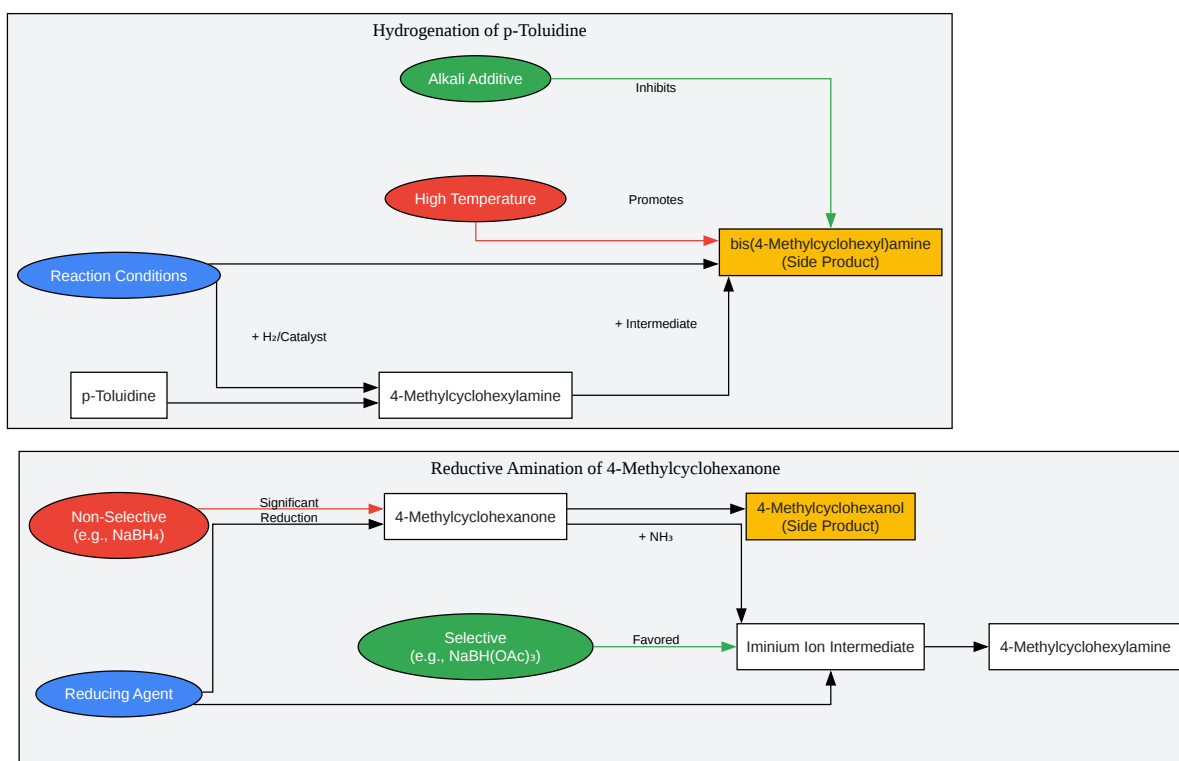 Hydrogenation of p-Toluidine
Alkali Additive
Inhibits
High Temperature
Promotes
bis(4-Methylcyclohexyl)amine
(Side Product)
Reaction Conditions
+ Intermediate
+ H₂/Catalyst
p-Toluidine
4-Methylcyclohexylamine
Reductive Amination of 4-Methylcyclohexanone
Non-Selective
(e.g., NaBH₄)
Significant
Reduction
4-Methylcyclohexanone
4-Methylcyclohexanol
(Side Product)
+ NH₃
Selective
(e.g., NaBH(OAc)₃)
Favored
Iminium Ion Intermediate
4-Methylcyclohexylamine
Reducing Agent